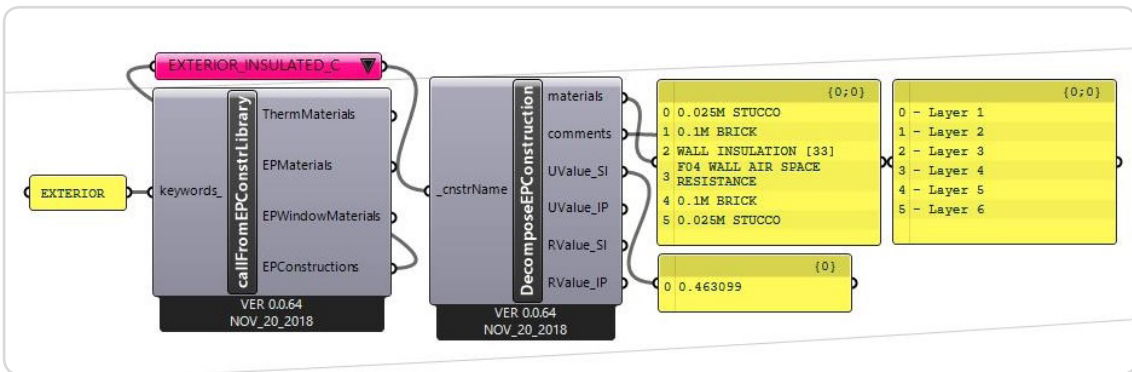 EXTERIOR_INSULATED_C
EXTERIOR
keywords_
callFromEPConstrLibrary
ThermMaterials
EPMaterials
EPWindowMaterials
EPConstructions
VER 0.0.64
NOV_20_2018
_cnstrName
DecomposeEPConstruction
materials
comments
UValue_SI
UValue_IP
RValue_SI
RValue_IP
VER 0.0.64
NOV_20_2018
{0;0}
0 0.025M STUCCO
1 0.1M BRICK
2 WALL INSULATION [33]
3 F04 WALL AIR SPACE
RESISTANCE
4 0.1M BRICK
5 0.025M STUCCO
{0;0}
0 - Layer 1
1 - Layer 2
2 - Layer 3
3 - Layer 4
4 - Layer 5
5 - Layer 6
{0}
0 0.463099